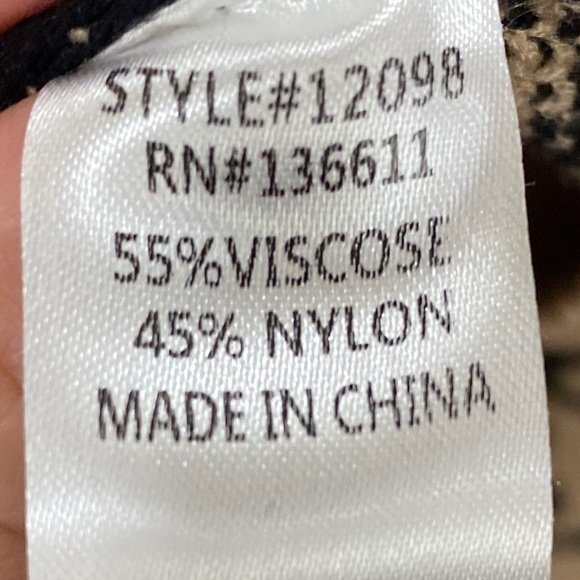 STYLE#12098
RN#136611
55%VISCOSE
45% NYLON
MADE IN CHINA